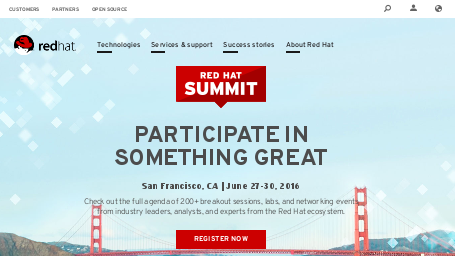 CUSTOMERS PARTNERS OPEN SOURCE
redhat.
Technologies Services & support Success stories About Red Hat
RED HAT
SUMMIT
PARTICIPATE IN
SOMETHING GREAT
San Francisco, CA | June 27-30, 2016
Check out the full agenda of 200+ breakout sessions, labs, and networking events
from industry leaders, analysts, and experts from the Red Hat ecosystem.
REGISTER NOW